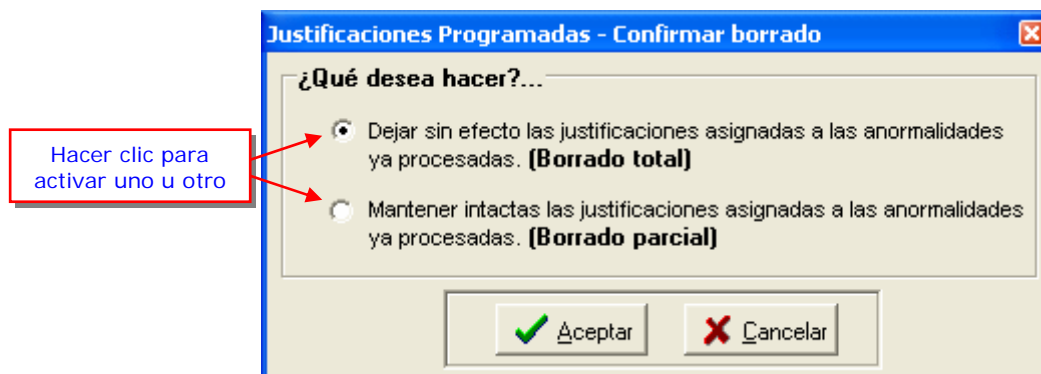 Justificaciones Programadas - Confirmar borrado
¿Qué desea hacer?...
Dejar sin efecto las justificaciones asignadas a las anormalidades
ya procesadas. (Borrado total)
Hacer clic para
activar uno u otro
Mantener intactas las justificaciones asignadas a las anormalidades
ya procesadas. (Borrado parcial)
Aceptar
Cancelar